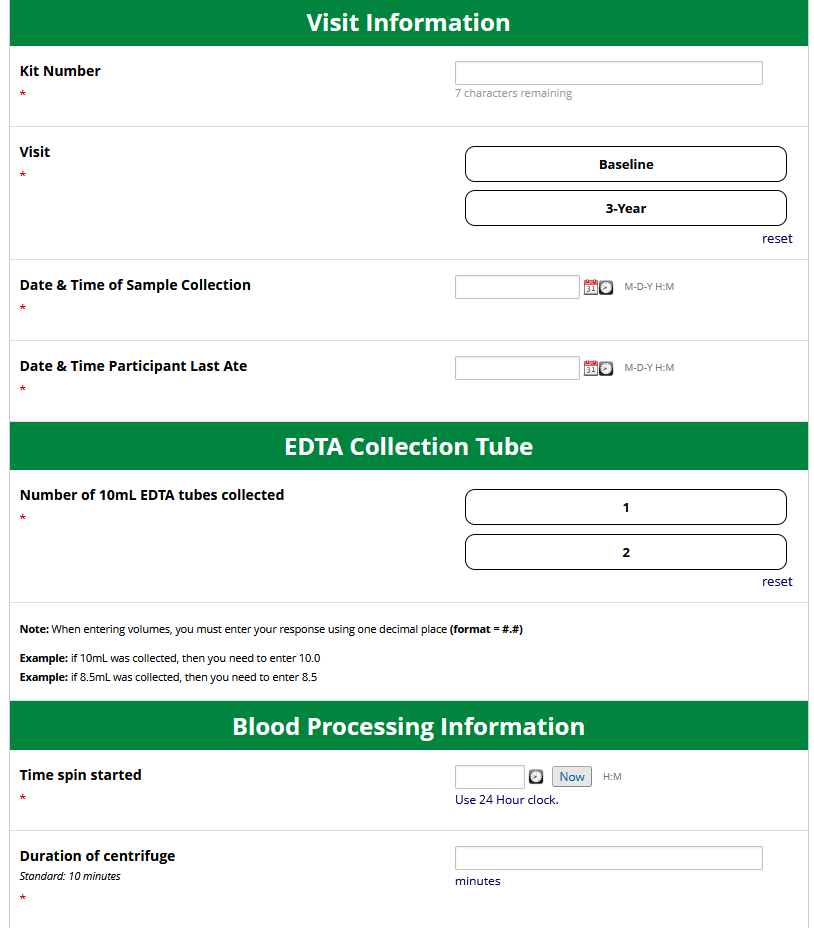 Visit Information
Kit Number
*
7 characters remaining
Visit
*
Baseline
3-Year
reset
Date & Time of Sample Collection
*
31
M-D-Y H:M
Date & Time Participant Last Ate
*
31
M-D-Y H:M
EDTA Collection Tube
Number of 10mL EDTA tubes collected
*
1
2
reset
Note: When entering volumes, you must enter your response using one decimal place (format = #.#)
Example: if 10mL was collected, then you need to enter 10.0
Example: if 8.5mL was collected, then you need to enter 8.5
Blood Processing Information
Time spin started
*
Now
H:M
Use 24 Hour clock.
Duration of centrifuge
Standard: 10 minutes
*
minutes